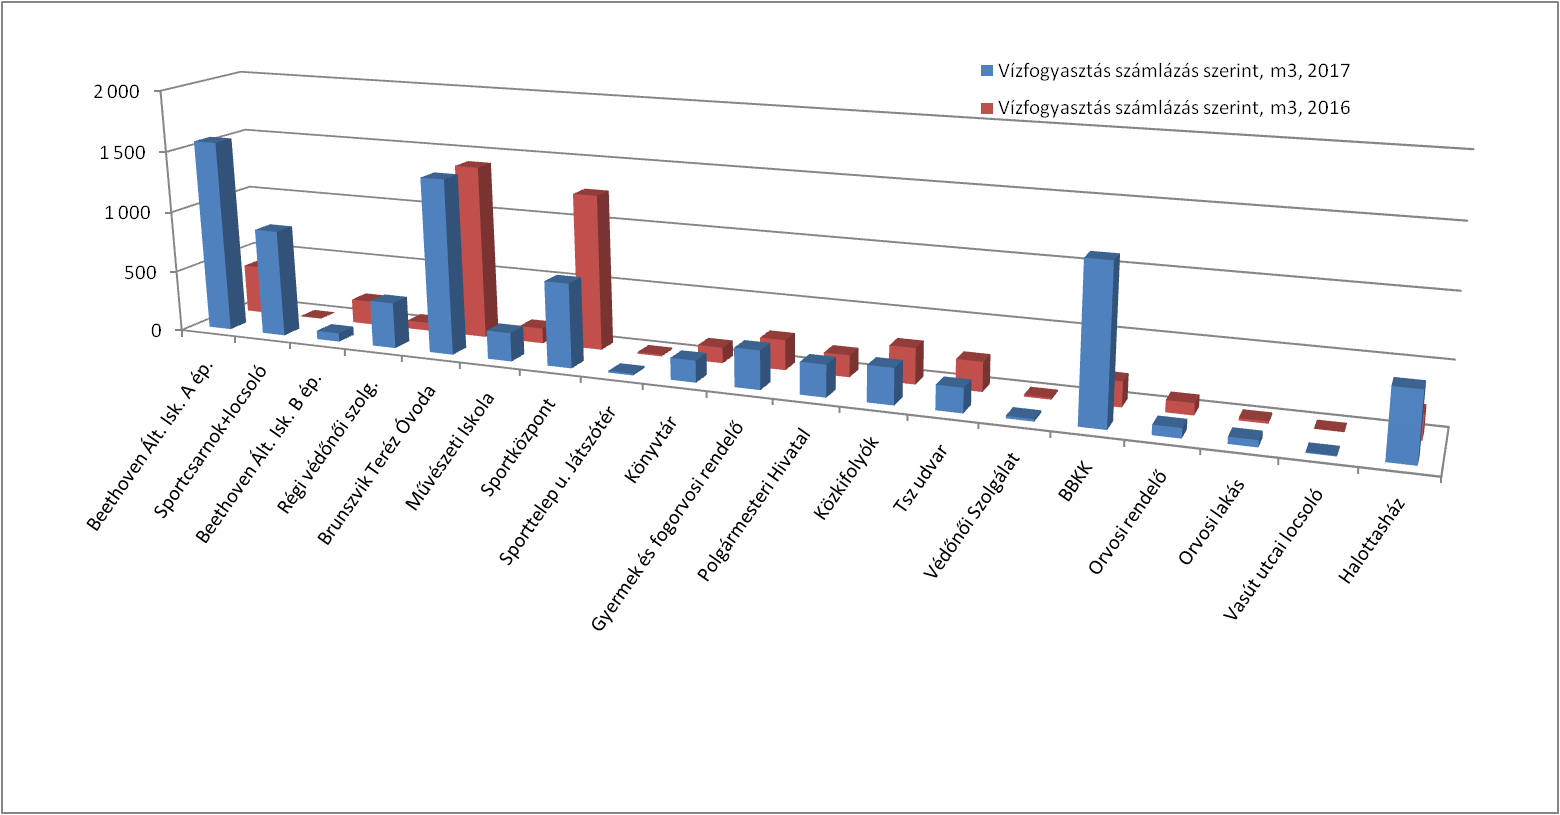 Vízfogyasztás számlázás szerint, m3, 2017
Vízfogyasztás számlázás szerint, m3, 2016
2 000
1 500
1 000
500
0
Beethoven Ált. Isk. A ép.
Sportcsarnok+locsoló
Beethoven Ált. Isk. B ép.
Régi védőnői szolg.
Brunszvik Teréz Óvoda
Művészeti Iskola
Sportközpont
Sporttelep u. Játszótér
Könyvtár
Gyermek és fogorvosi rendelő
Polgármesteri Hivatal
Közkifolyók
Tsz udvar
Védőnői Szolgálat
BBKK
Orvosi rendelő
Orvosi lakás
Vasút utcai locsoló
Halottasház